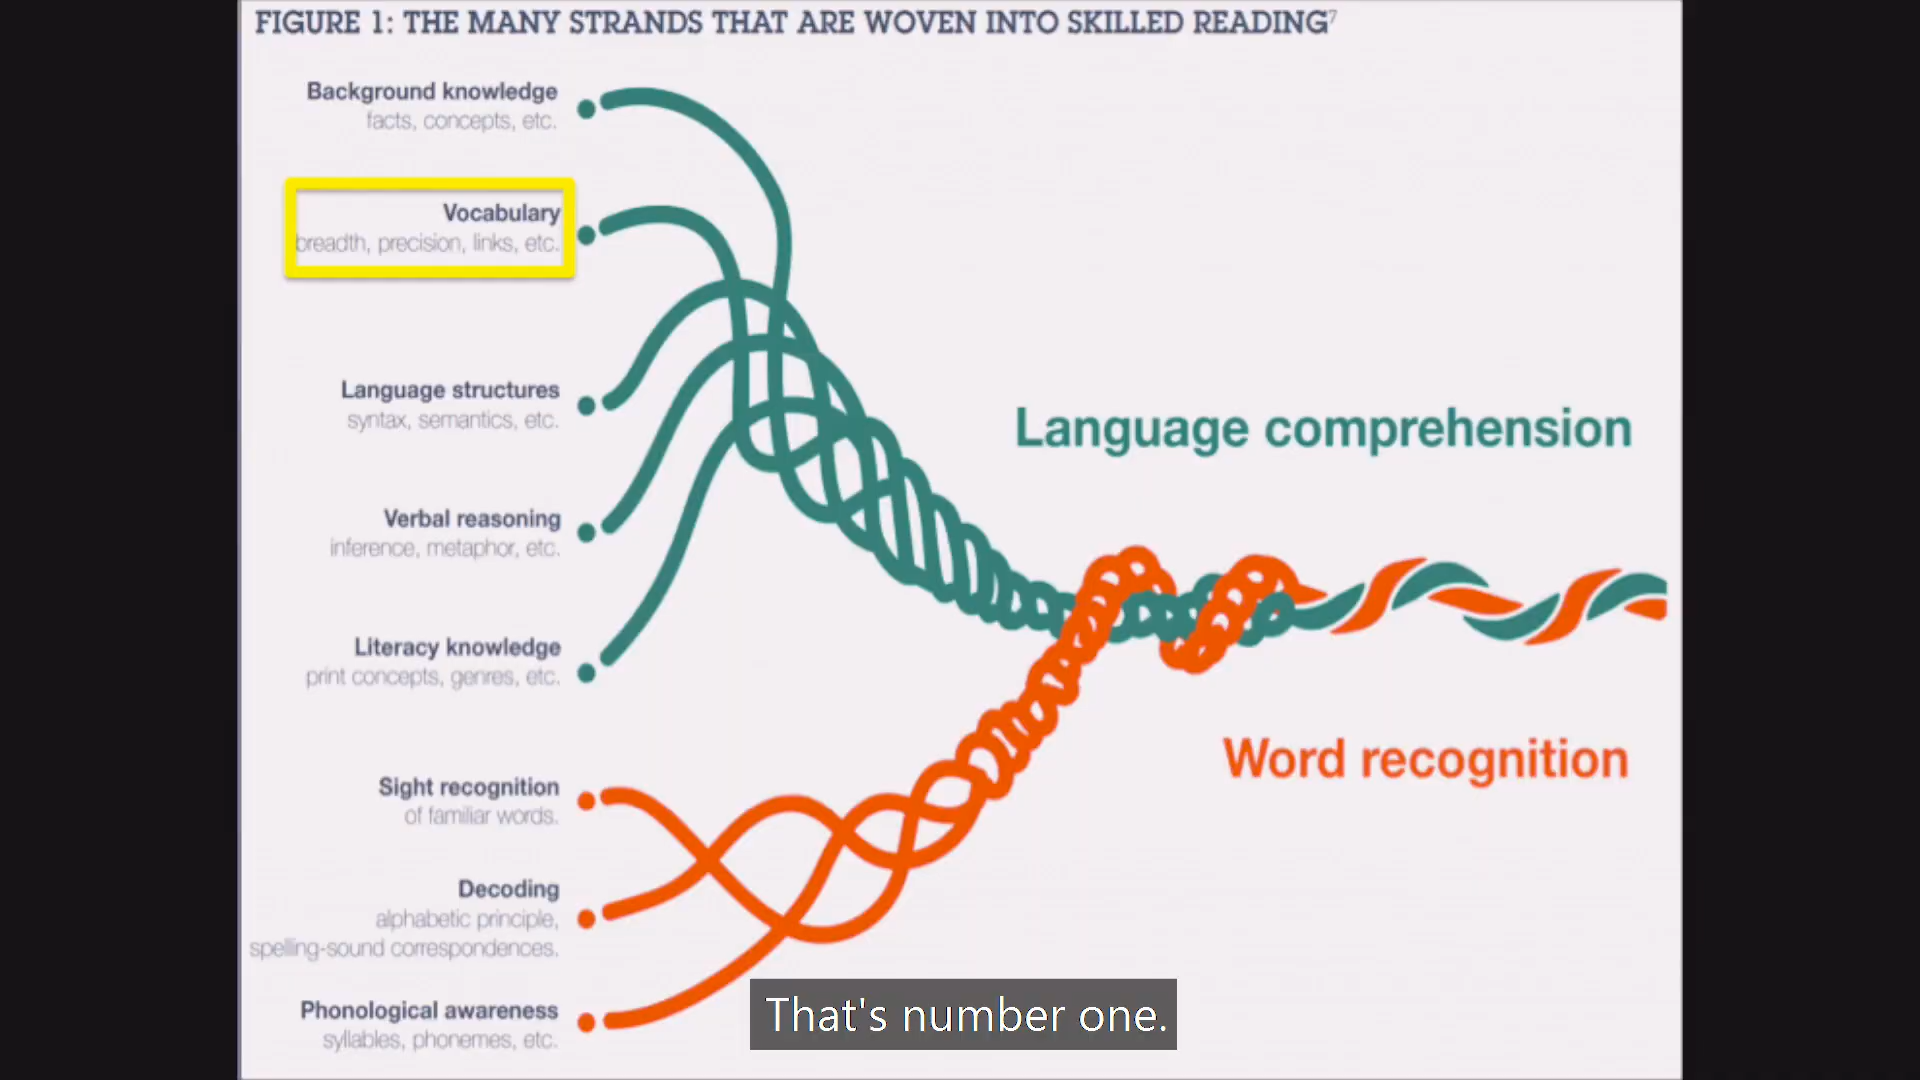 FIGURE 1: THE MANY STRANDS THAT ARE WOVEN INTO SKILLED READING7
Background knowledge
facts, concepts, etc.
Vocabulary
breadth, precision, links, etc.
Language structures
syntax, semantics, etc.
Verbal reasoning
inference, metaphor, etc.
Literacy knowledge
print concepts, genres, etc.
Language comprehension
Word recognition
Sight recognition
of familiar words.
Decoding
alphabetic principle,
spelling-sound correspondences.
Phonological awareness
syllables, phonemes, etc.
That's number one.